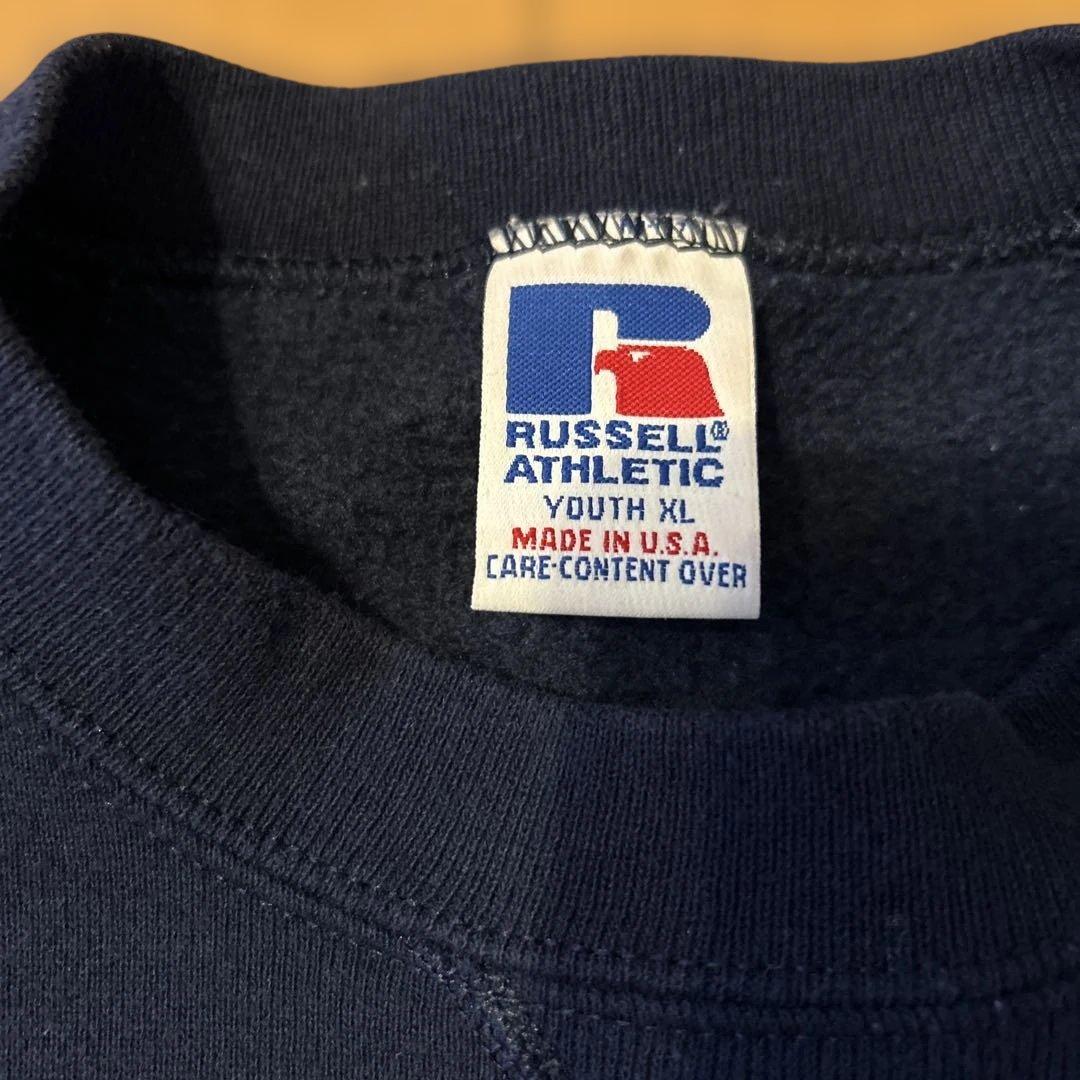 RUSSELL®
ATHLETIC
YOUTH XL
MADE IN U.S.A.
CARE-CONTENT OVER